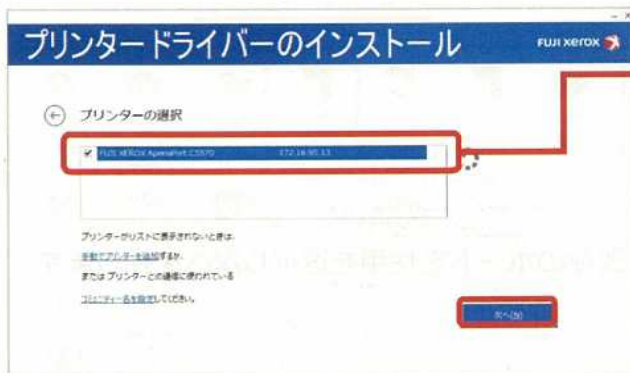 プリンタードライバーのインストール
FUJI XEROX
プリンターの選択
FUJI XEROX ApeosPort C5570
プリンターがリストに表示されないときは、
手動でプリンターを追加するか、
または プリンターとの通信に使われている
コミュニティー名を設定してください。
次へ(N)